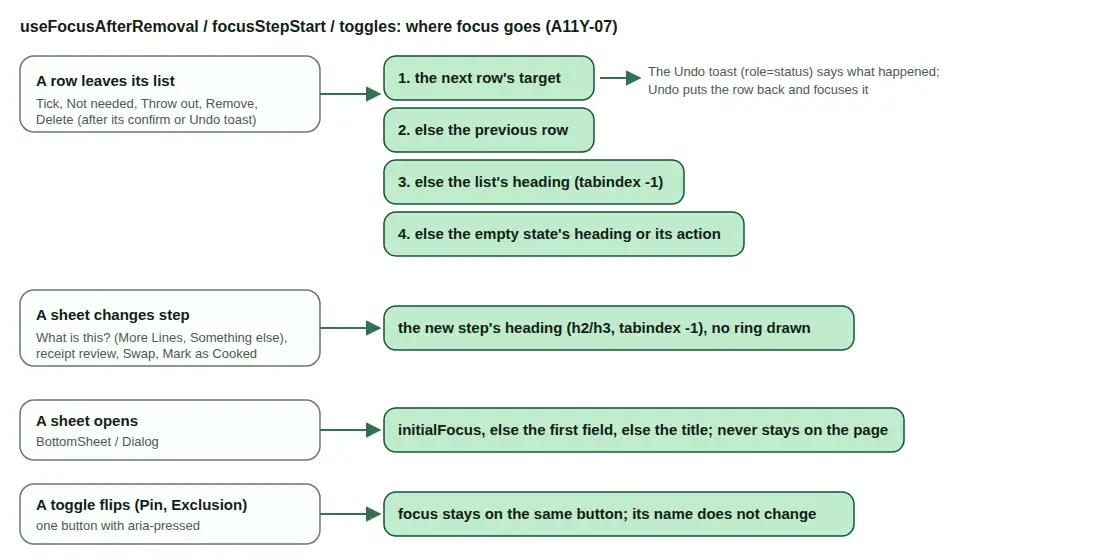 useFocusAfterRemoval / focusStepStart / toggles: where focus goes (A11Y-07)
A row leaves its list
Tick, Not needed, Throw out, Remove,
Delete (after its confirm or Undo toast)
1. the next row's target
The Undo toast (role=status) says what happened;
Undo puts the row back and focuses it
2. else the previous row
3. else the list's heading (tabindex -1)
4. else the empty state's heading or its action
A sheet changes step
What is this? (More Lines, Something else),
receipt review, Swap, Mark as Cooked
the new step's heading (h2/h3, tabindex -1), no ring drawn
A sheet opens
BottomSheet / Dialog
initialFocus, else the first field, else the title; never stays on the page
A toggle flips (Pin, Exclusion)
one button with aria-pressed
focus stays on the same button; its name does not change